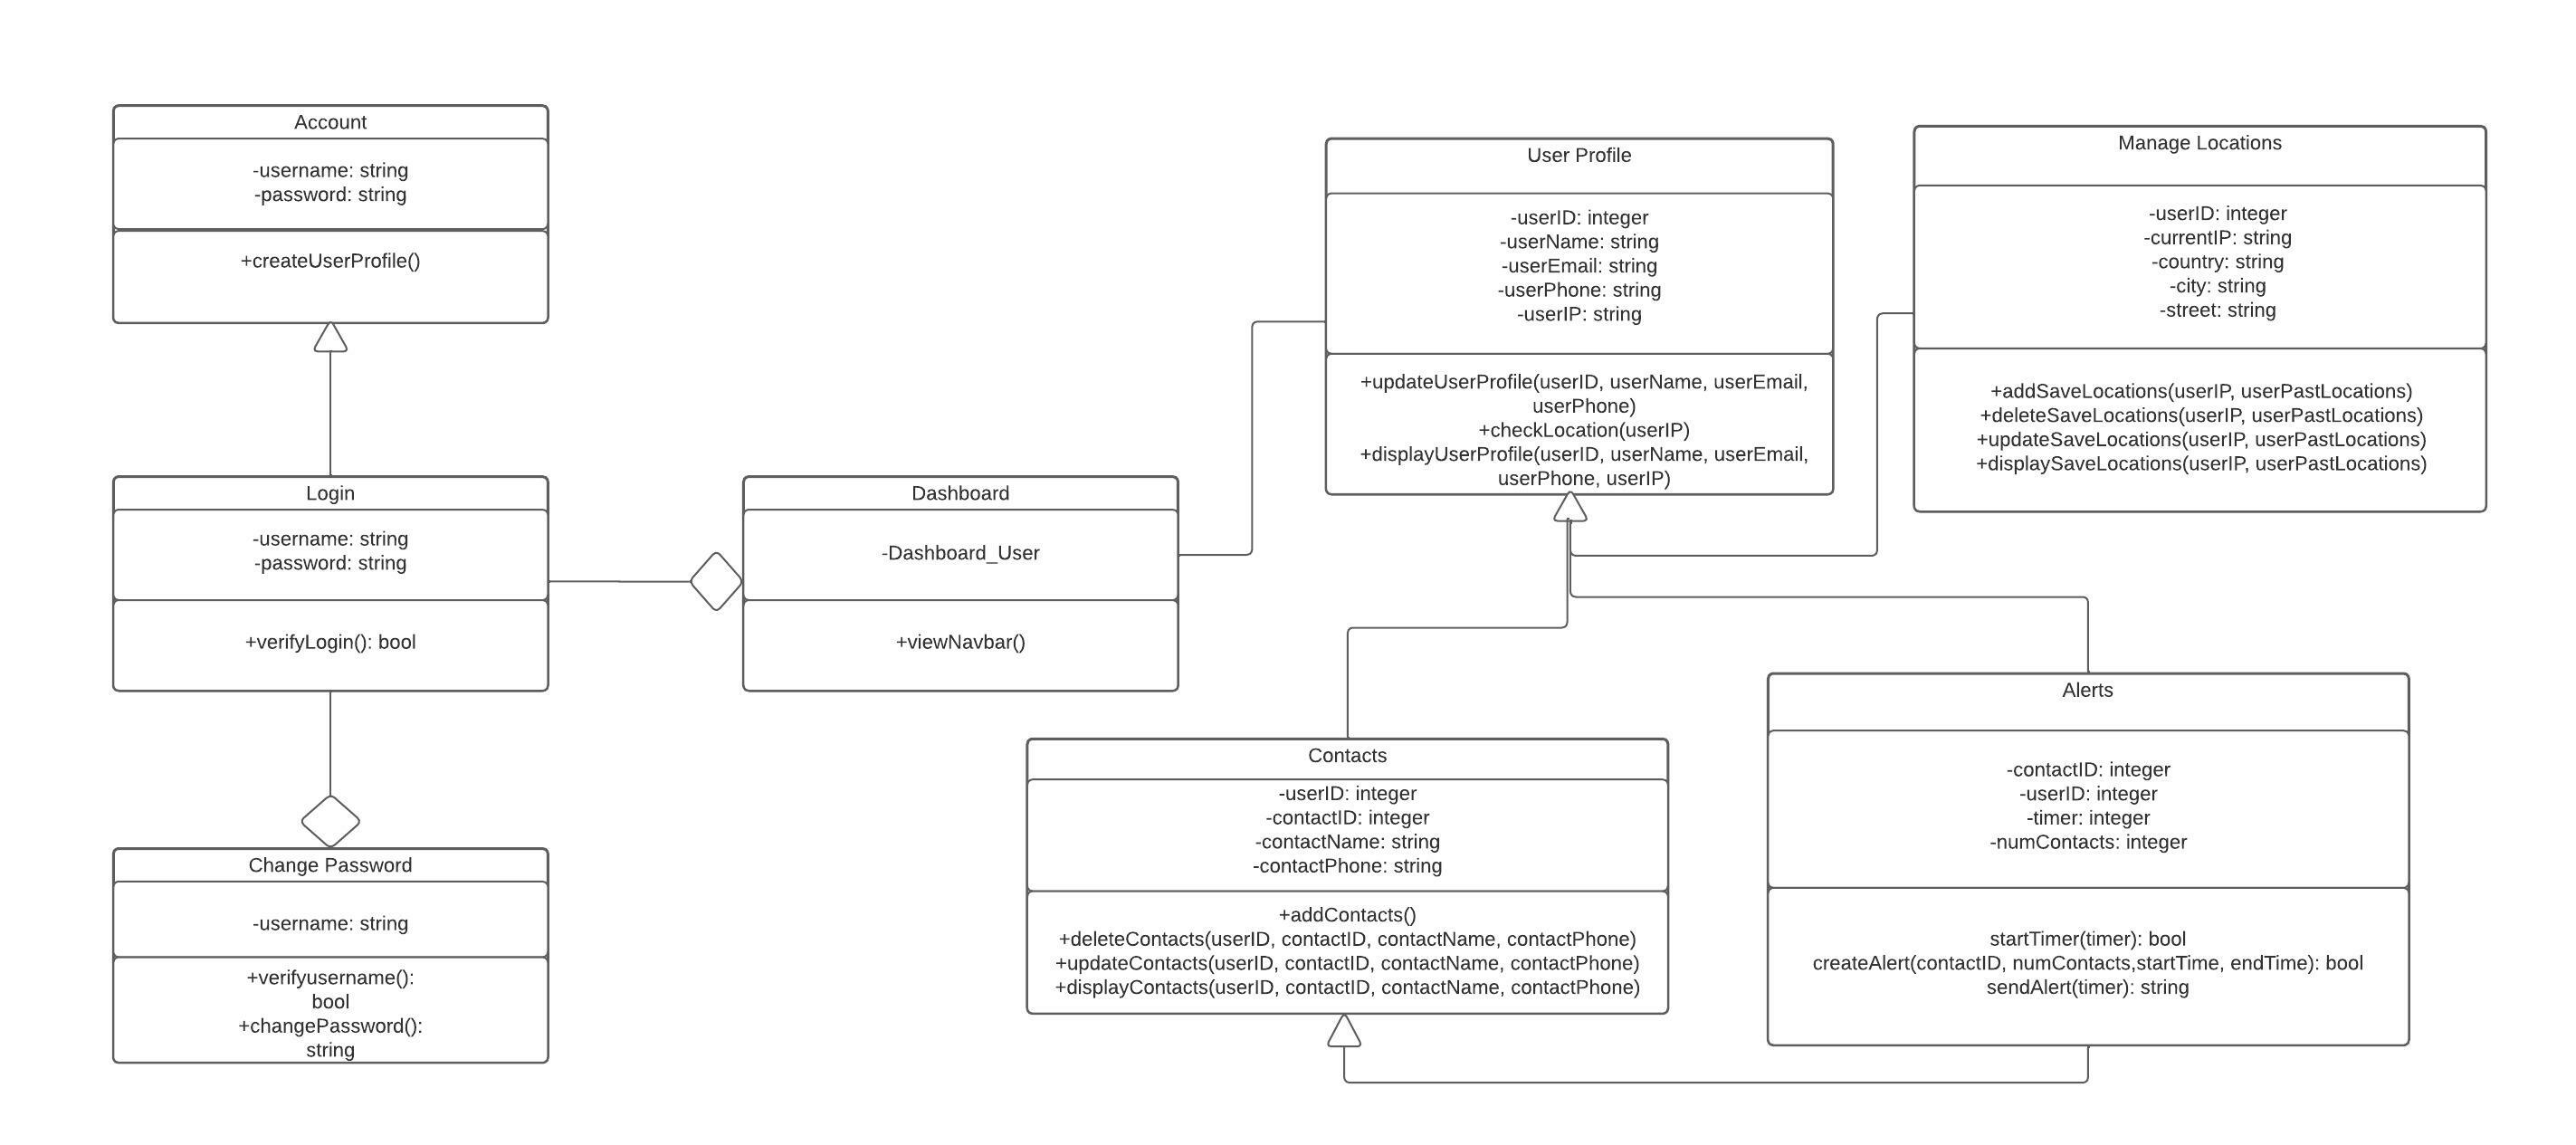 Account
-username: string
-password: string
+createUserProfile()
Login
-username: string
-password: string
+verifyLogin(): bool
Change Password
-username: string
+verifyusername():
bool
+changePassword():
string
Dashboard
-Dashboard_User
+viewNavbar()
User Profile
-userID: integer
-userName: string
-userEmail: string
-userPhone: string
-userIP: string
+updateUserProfile(userID, userName, userEmail,
userPhone)
+checkLocation(userIP)
+displayUserProfile(userID, userName, userEmail,
userPhone, userIP)
Manage Locations
-userID: integer
-currentIP: string
-country: string
-city: string
-street: string
+addSaveLocations(userIP, userPastLocations)
+deleteSaveLocations(userIP, userPastLocations)
+updateSaveLocations(userIP, userPastLocations)
+displaySaveLocations(userIP, userPastLocations)
Contacts
-userID: integer
-contactID: integer
-contactName: string
-contactPhone: string
+addContacts()
+deleteContacts(userID, contactID, contactName, contactPhone)
+updateContacts(userID, contactID, contactName, contactPhone)
+displayContacts(userID, contactID, contactName, contactPhone)
Alerts
-contactID: integer
-userID: integer
-timer: integer
-numContacts: integer
startTimer(timer): bool
createAlert(contactID, numContacts,startTime, endTime): bool
sendAlert(timer): string